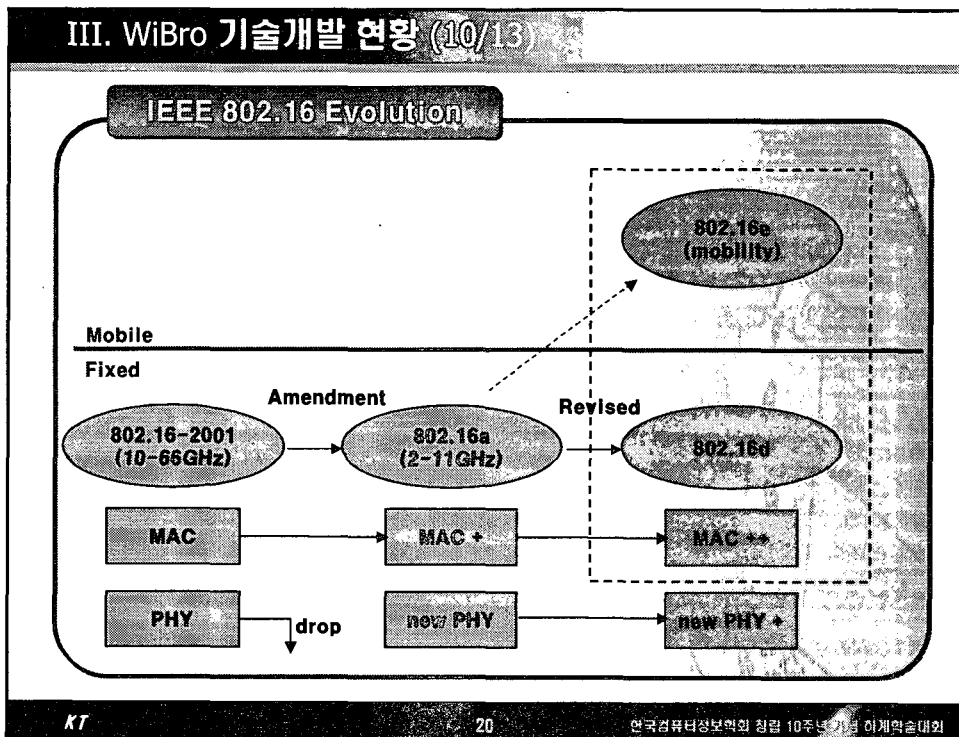 III. WiBro 기술개발 현황 (10/13)
IEEE 802.16 Evolution
802.16e
(mobility)
Mobile
Fixed
Amendment
Revised
802.16-2001
(10-66GHz)
802.16a
(2-11GHz)
802.16d
MAC
MAC +
MAC ++
PHY
drop
new PHY
new PHY +
KT
20
한국컴퓨터정보학회 창립 10주년 기념 하계학술대회